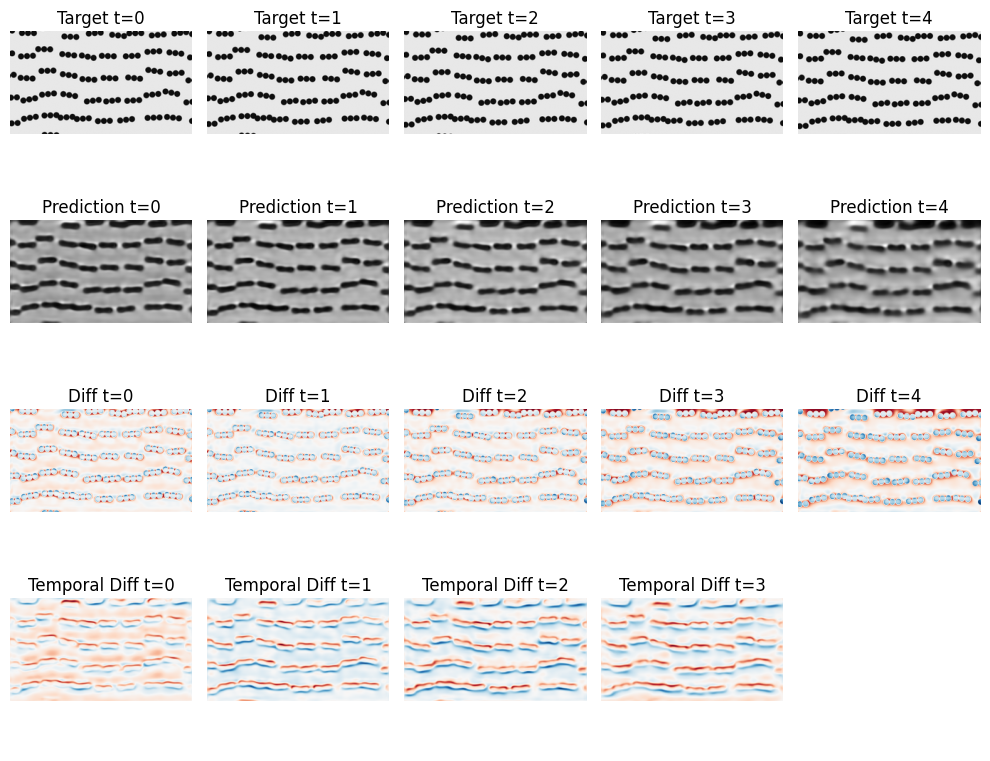 Target t=0 Target t=1 Target t=2 Target t=3 Target t=4
Prediction t=0 Prediction t=1 Prediction t=2 Prediction t=3 Prediction t=4
Diff t=0 Diff t=1 Diff t=2 Diff t=3 Diff t=4
Temporal Diff t=0 Temporal Diff t=1 Temporal Diff t=2 Temporal Diff t=3